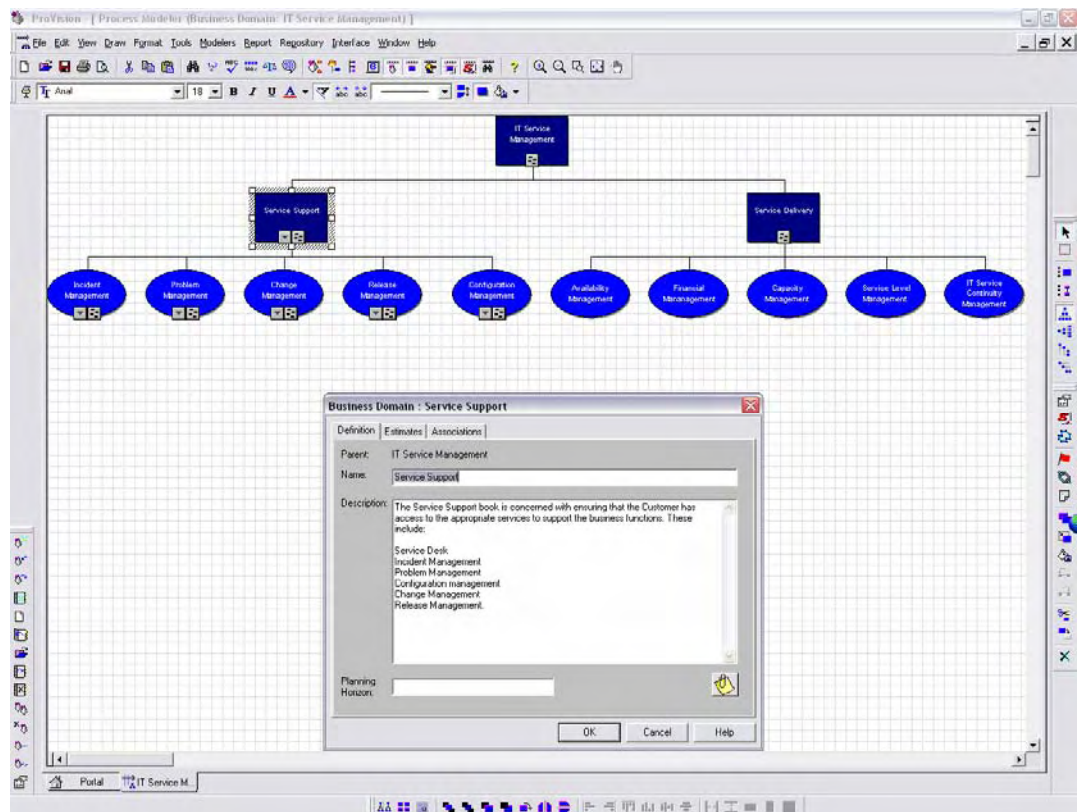 ProVision - [ Process Modeler (Business Domain: IT Service Management) ]
File Edit View Draw Format Tools Modelers Report Repository Interface Window Help
Arial 18 B I U A abc abc
IT Service
Management
Service Support
Service Delivery
Incident
Management
Problem
Management
Change
Management
Release
Management
Configuration
Management
Availability
Management
Financial
Mananagement
Capacity
Management
Service Level
Management
IT Service
Continuity
Management
Business Domain : Service Support
Definition Estimates Associations
Parent: IT Service Management
Name: Service Support
Description: The Service Support book is concerned with ensuring that the Customer has
access to the appropriate services to support the business functions. These
include:
Service Desk
Incident Management
Problem Management
Configuration management
Change Management
Release Management.
Planning
Horizon:
OK Cancel Help
Portal IT Service M...